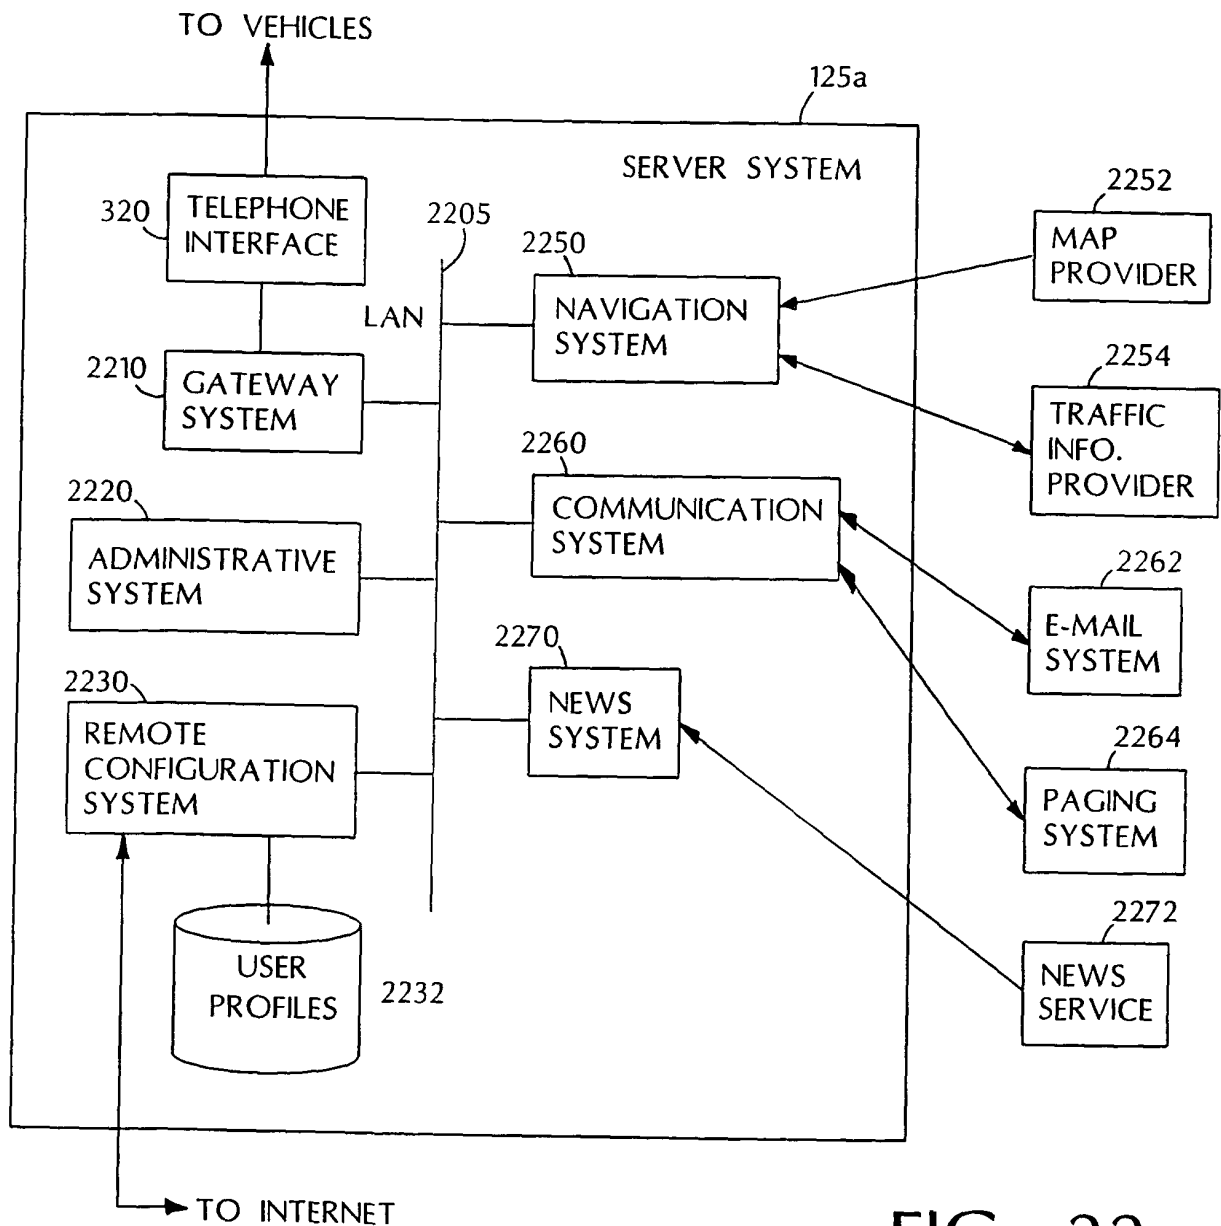 TO VEHICLES
125a
SERVER SYSTEM
320
TELEPHONE
INTERFACE
2205
LAN
2210
GATEWAY
SYSTEM
2220
ADMINISTRATIVE
SYSTEM
2230
REMOTE
CONFIGURATION
SYSTEM
USER
PROFILES
2232
TO INTERNET
2250
NAVIGATION
SYSTEM
2260
COMMUNICATION
SYSTEM
2270
NEWS
SYSTEM
2252
MAP
PROVIDER
2254
TRAFFIC
INFO.
PROVIDER
2262
E-MAIL
SYSTEM
2264
PAGING
SYSTEM
2272
NEWS
SERVICE
FIG. 22